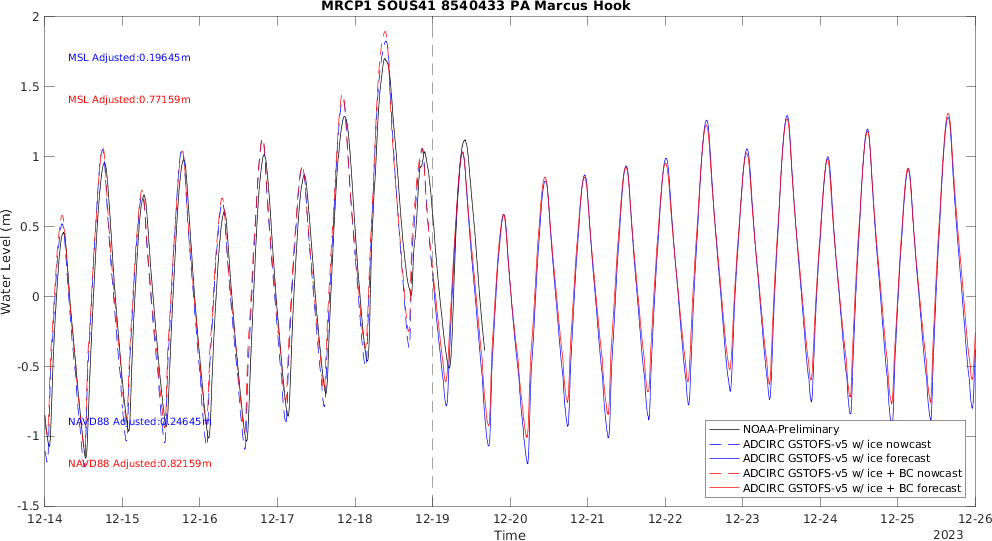 MRCP1 SOUS41 8540433 PA Marcus Hook
2
1.5
1
0.5
0
-0.5
-1
-1.5
Water Level (m)
MSL Adjusted:0.19645m
MSL Adjusted:0.77159m
NAVD88 Adjusted:0.24645m
NAVD88 Adjusted:0.82159m
NOAA-Preliminary
ADCIRC GSTOFS-v5 w/ ice nowcast
ADCIRC GSTOFS-v5 w/ ice forecast
ADCIRC GSTOFS-v5 w/ ice + BC nowcast
ADCIRC GSTOFS-v5 w/ ice + BC forecast
12-14 12-15 12-16 12-17 12-18 12-19 12-20 12-21 12-22 12-23 12-24 12-25 12-26
Time
2023